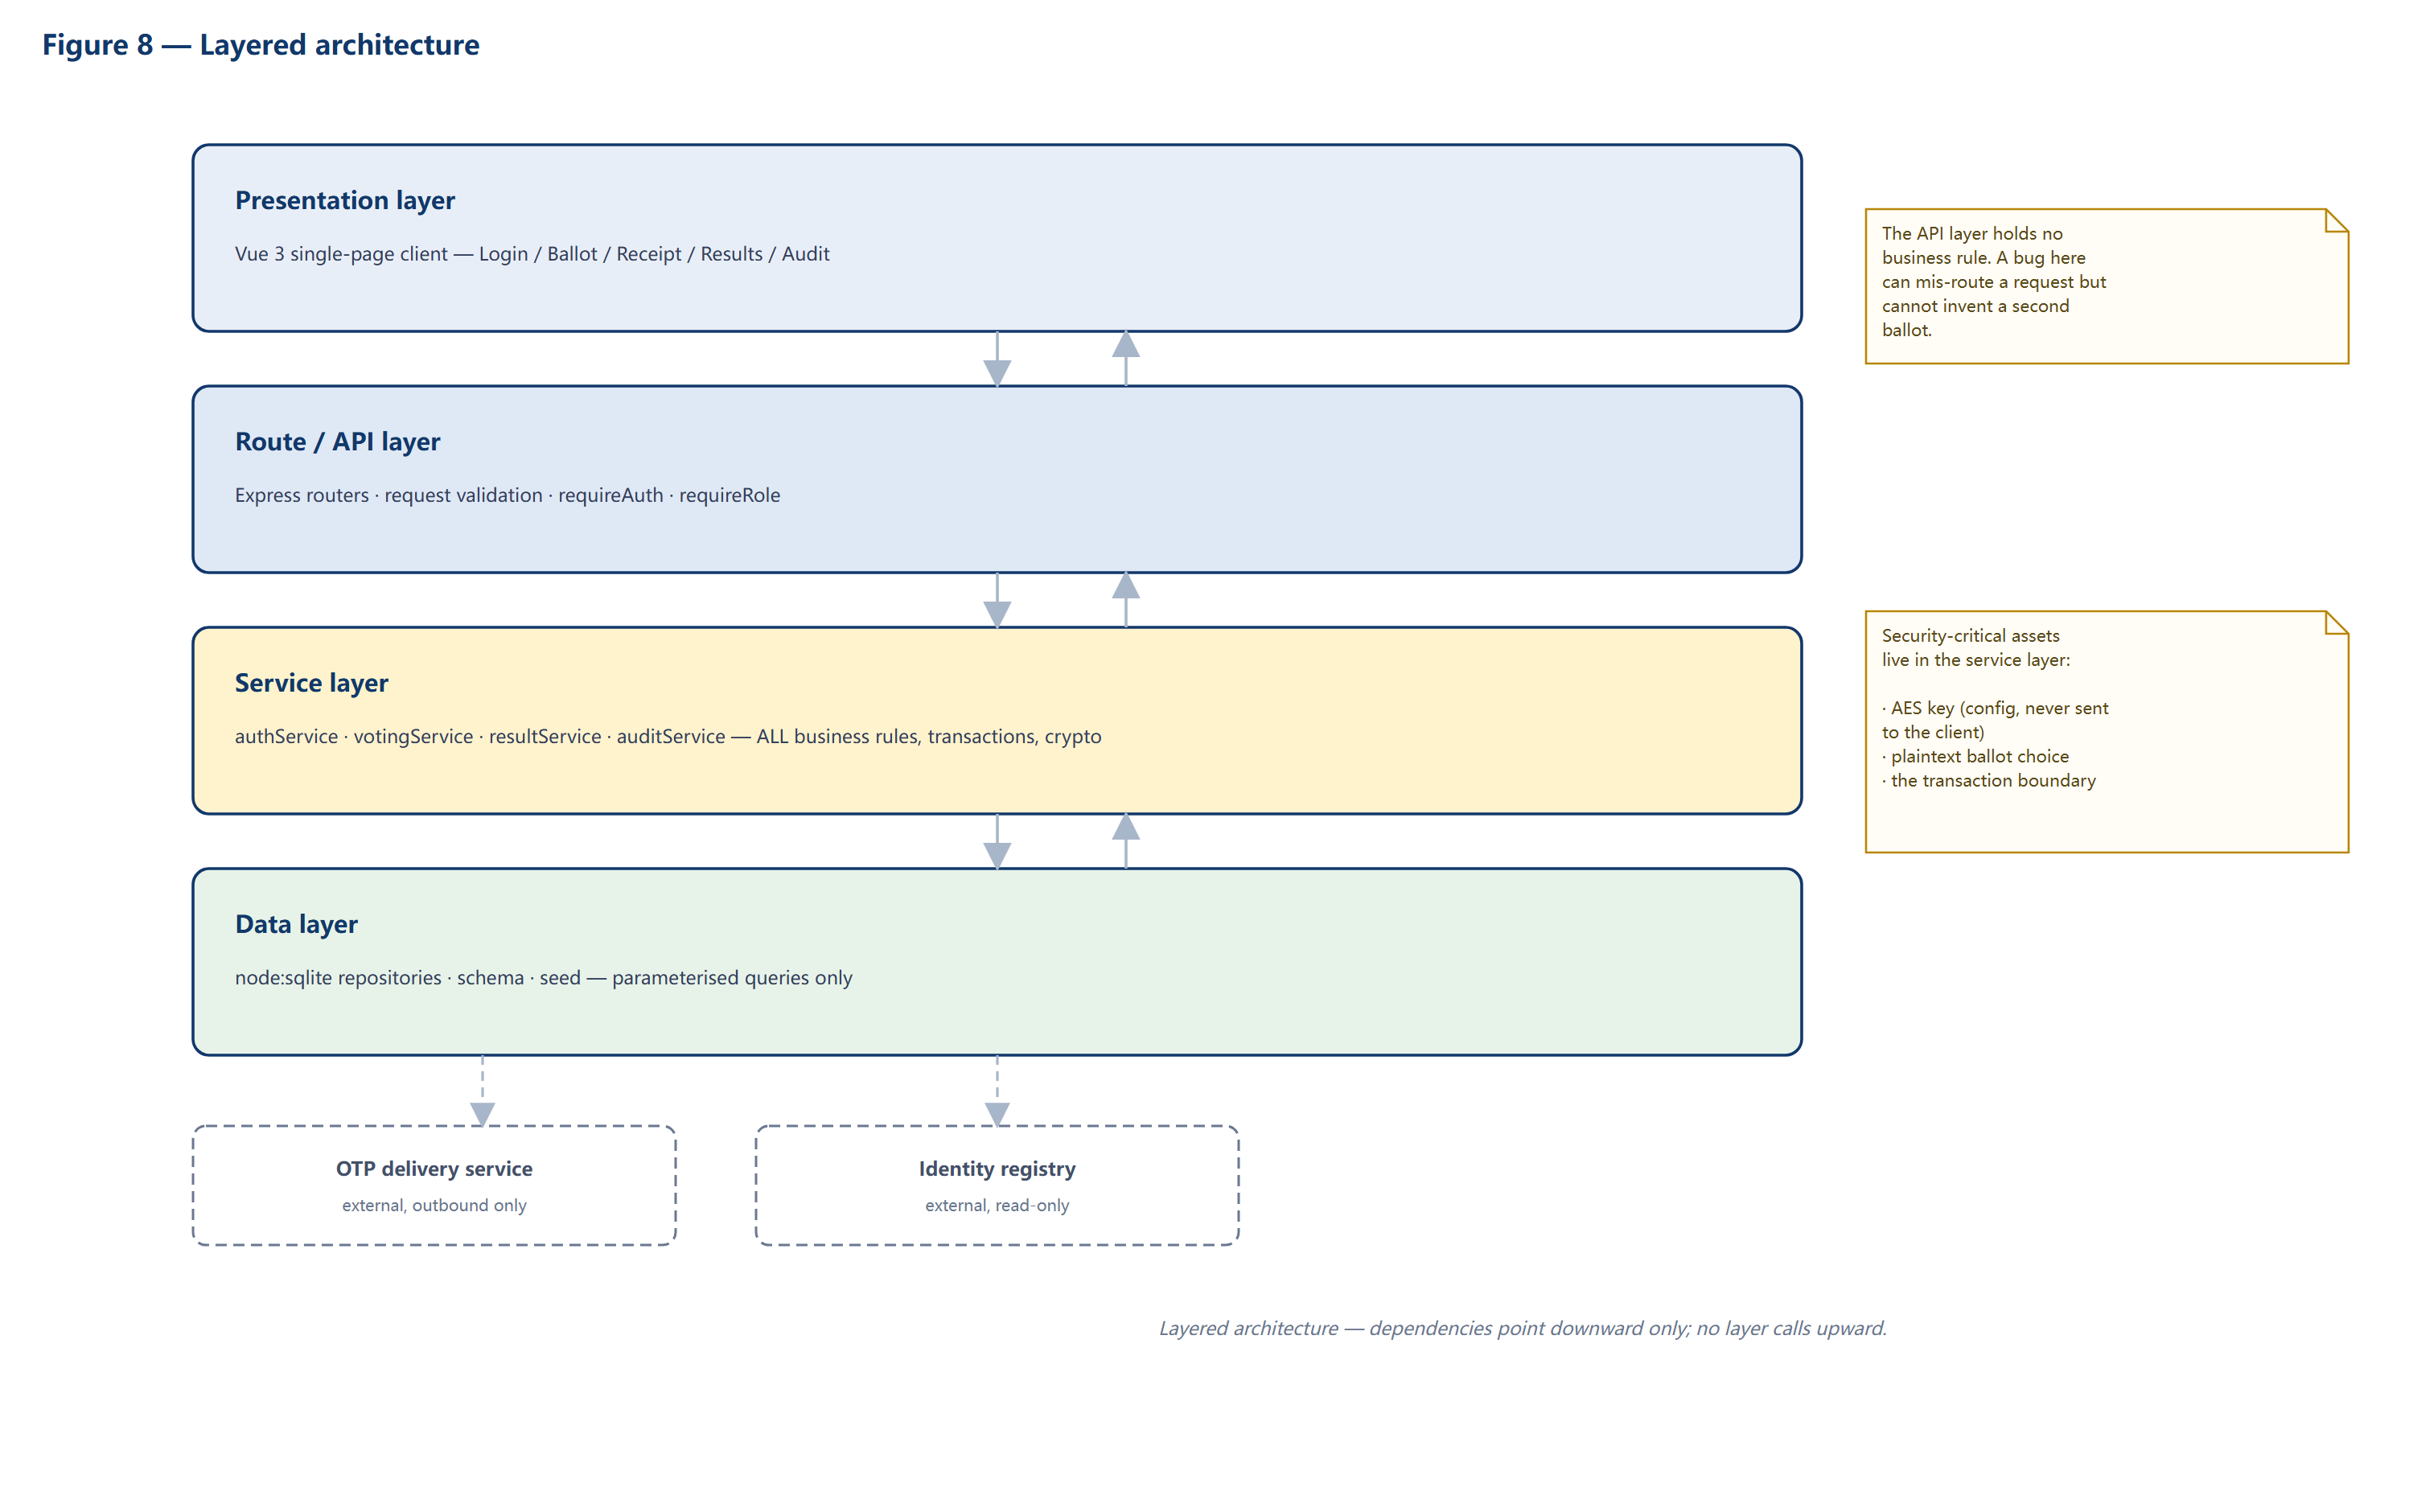 Figure 8 — Layered architecture
Presentation layer
Vue 3 single-page client — Login / Ballot / Receipt / Results / Audit
The API layer holds no
business rule. A bug here
can mis-route a request but
cannot invent a second
ballot.
Route / API layer
Express routers · request validation · requireAuth · requireRole
Service layer
authService · votingService · resultService · auditService — ALL business rules, transactions, crypto
Security-critical assets
live in the service layer:
· AES key (config, never sent
to the client)
· plaintext ballot choice
· the transaction boundary
Data layer
node:sqlite repositories · schema · seed — parameterised queries only
OTP delivery service
external, outbound only
Identity registry
external, read-only
Layered architecture — dependencies point downward only; no layer calls upward.